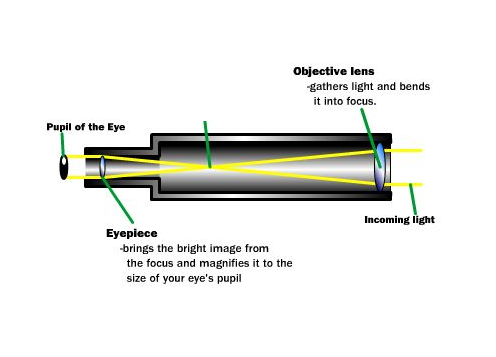 Objective lens
-gathers light and bends
it into focus.
Pupil of the Eye
Incoming light
Eyepiece
-brings the bright image from
the focus and magnifies it to the
size of your eye's pupil